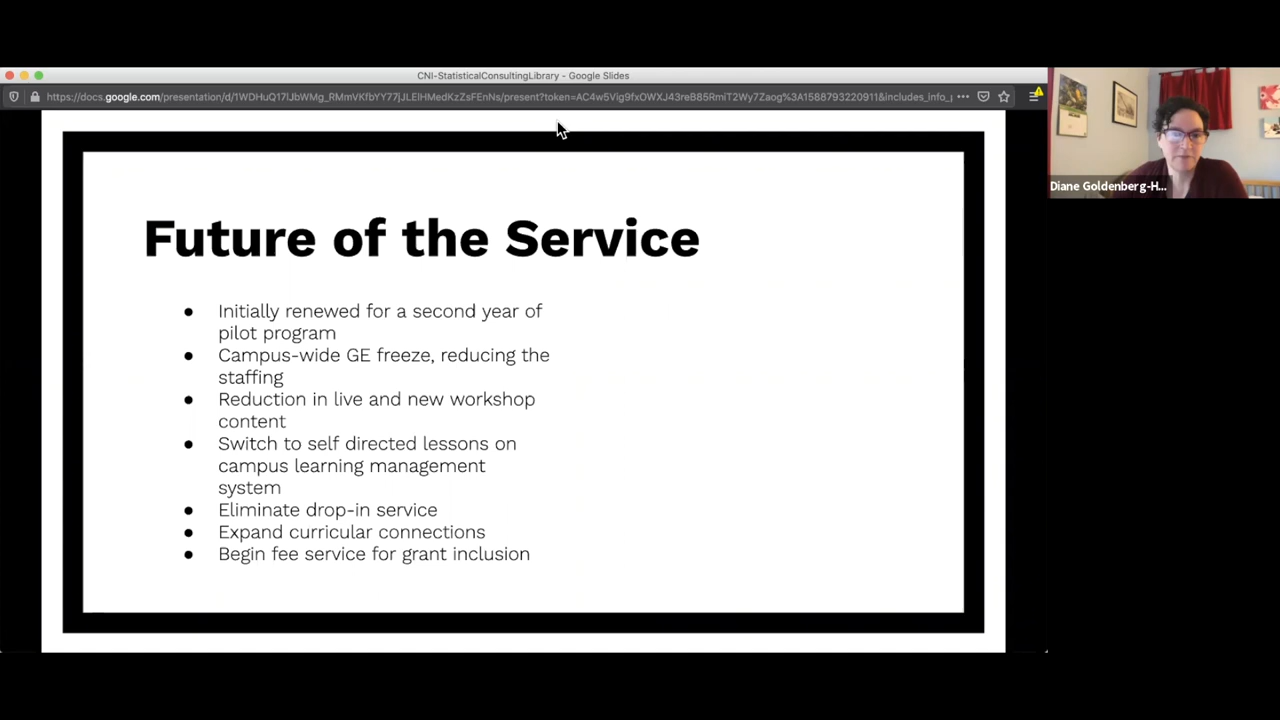 CNI-StatisticalConsultingLibrary - Google Slides
Diane Goldenberg-H...
Future of the Service
● Initially renewed for a second year of
pilot program
● Campus-wide GE freeze, reducing the
staffing
● Reduction in live and new workshop
content
● Switch to self directed lessons on
campus learning management
system
● Eliminate drop-in service
● Expand curricular connections
● Begin fee service for grant inclusion